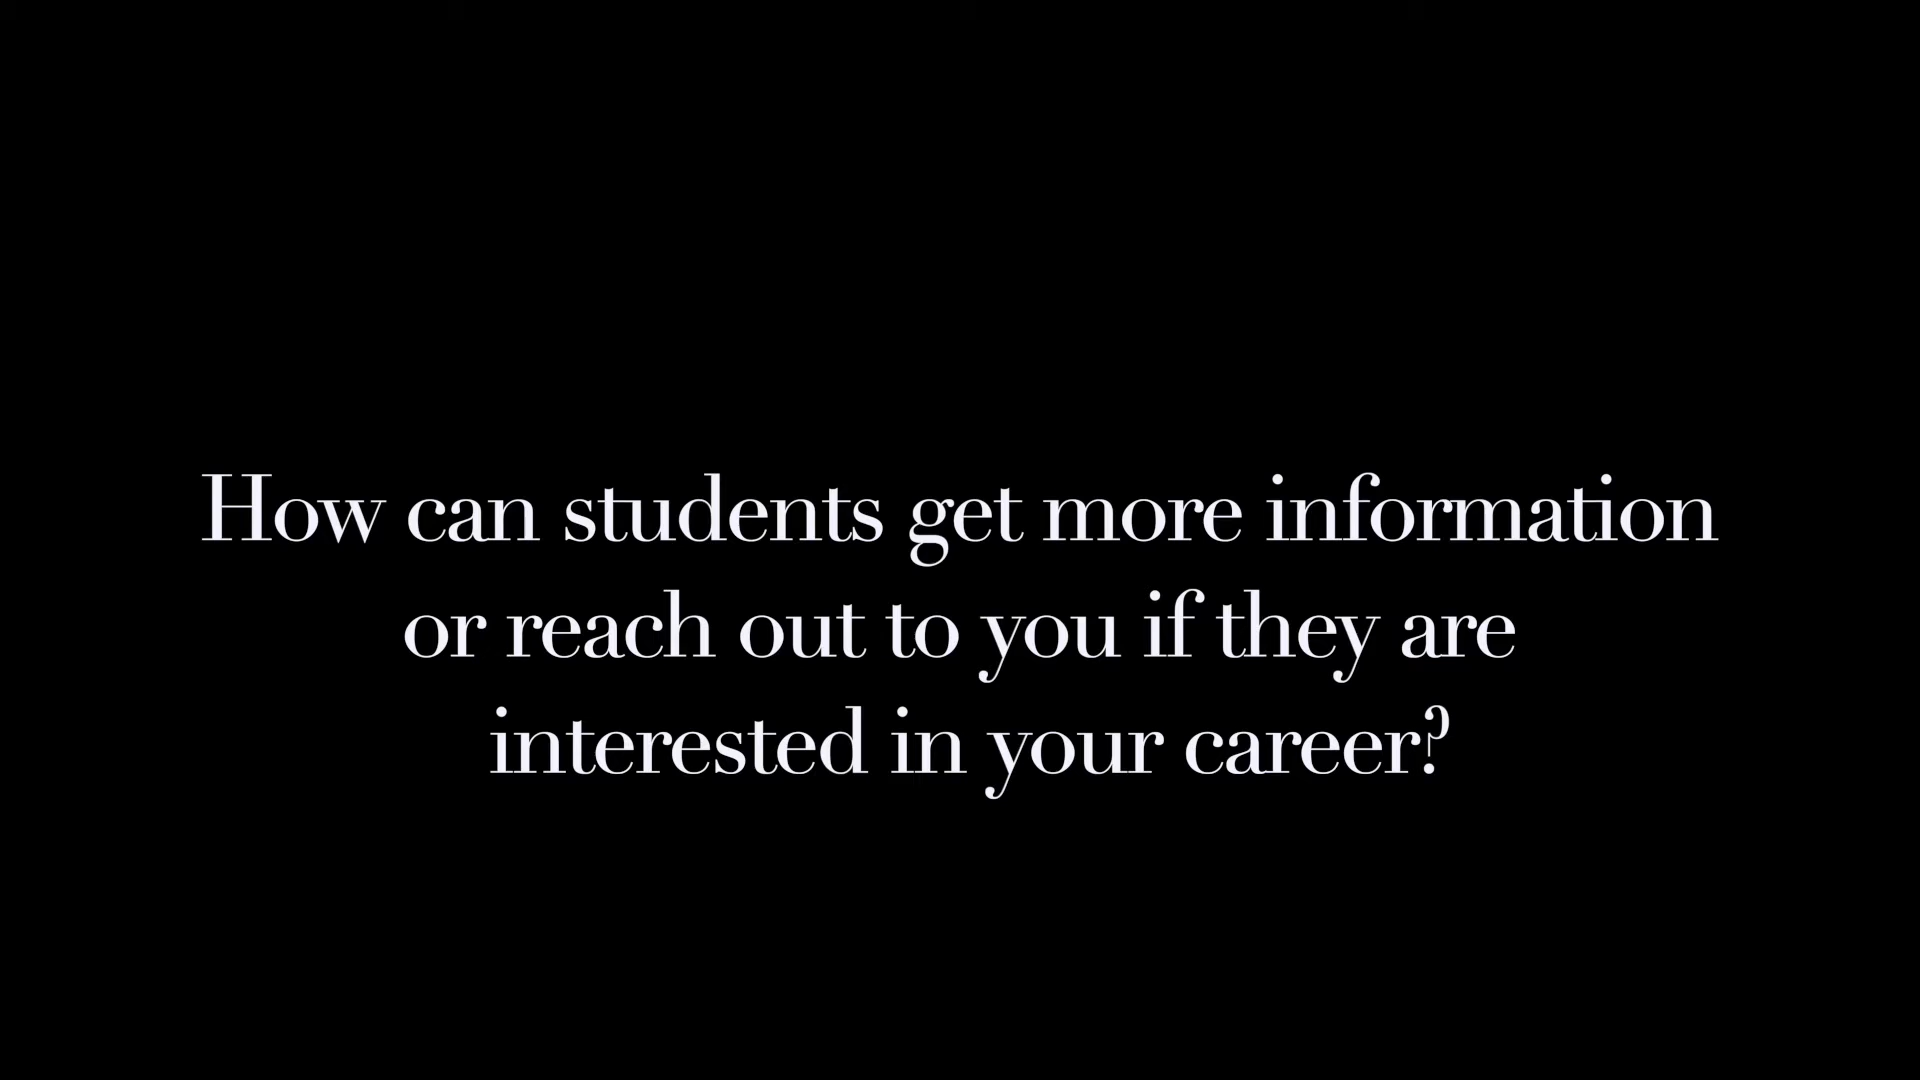 How can students get more information
or reach out to you if they are
interested in your career?